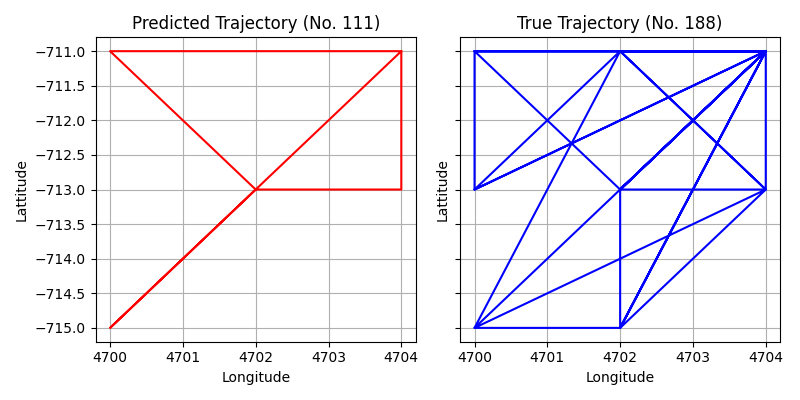 Predicted Trajectory (No. 111)
True Trajectory (No. 188)
−711.0
−711.5
−712.0
−712.5
−713.0
−713.5
−714.0
−714.5
−715.0
Lattitude
Lattitude
4700 4701 4702 4703 4704
4700 4701 4702 4703 4704
Longitude
Longitude